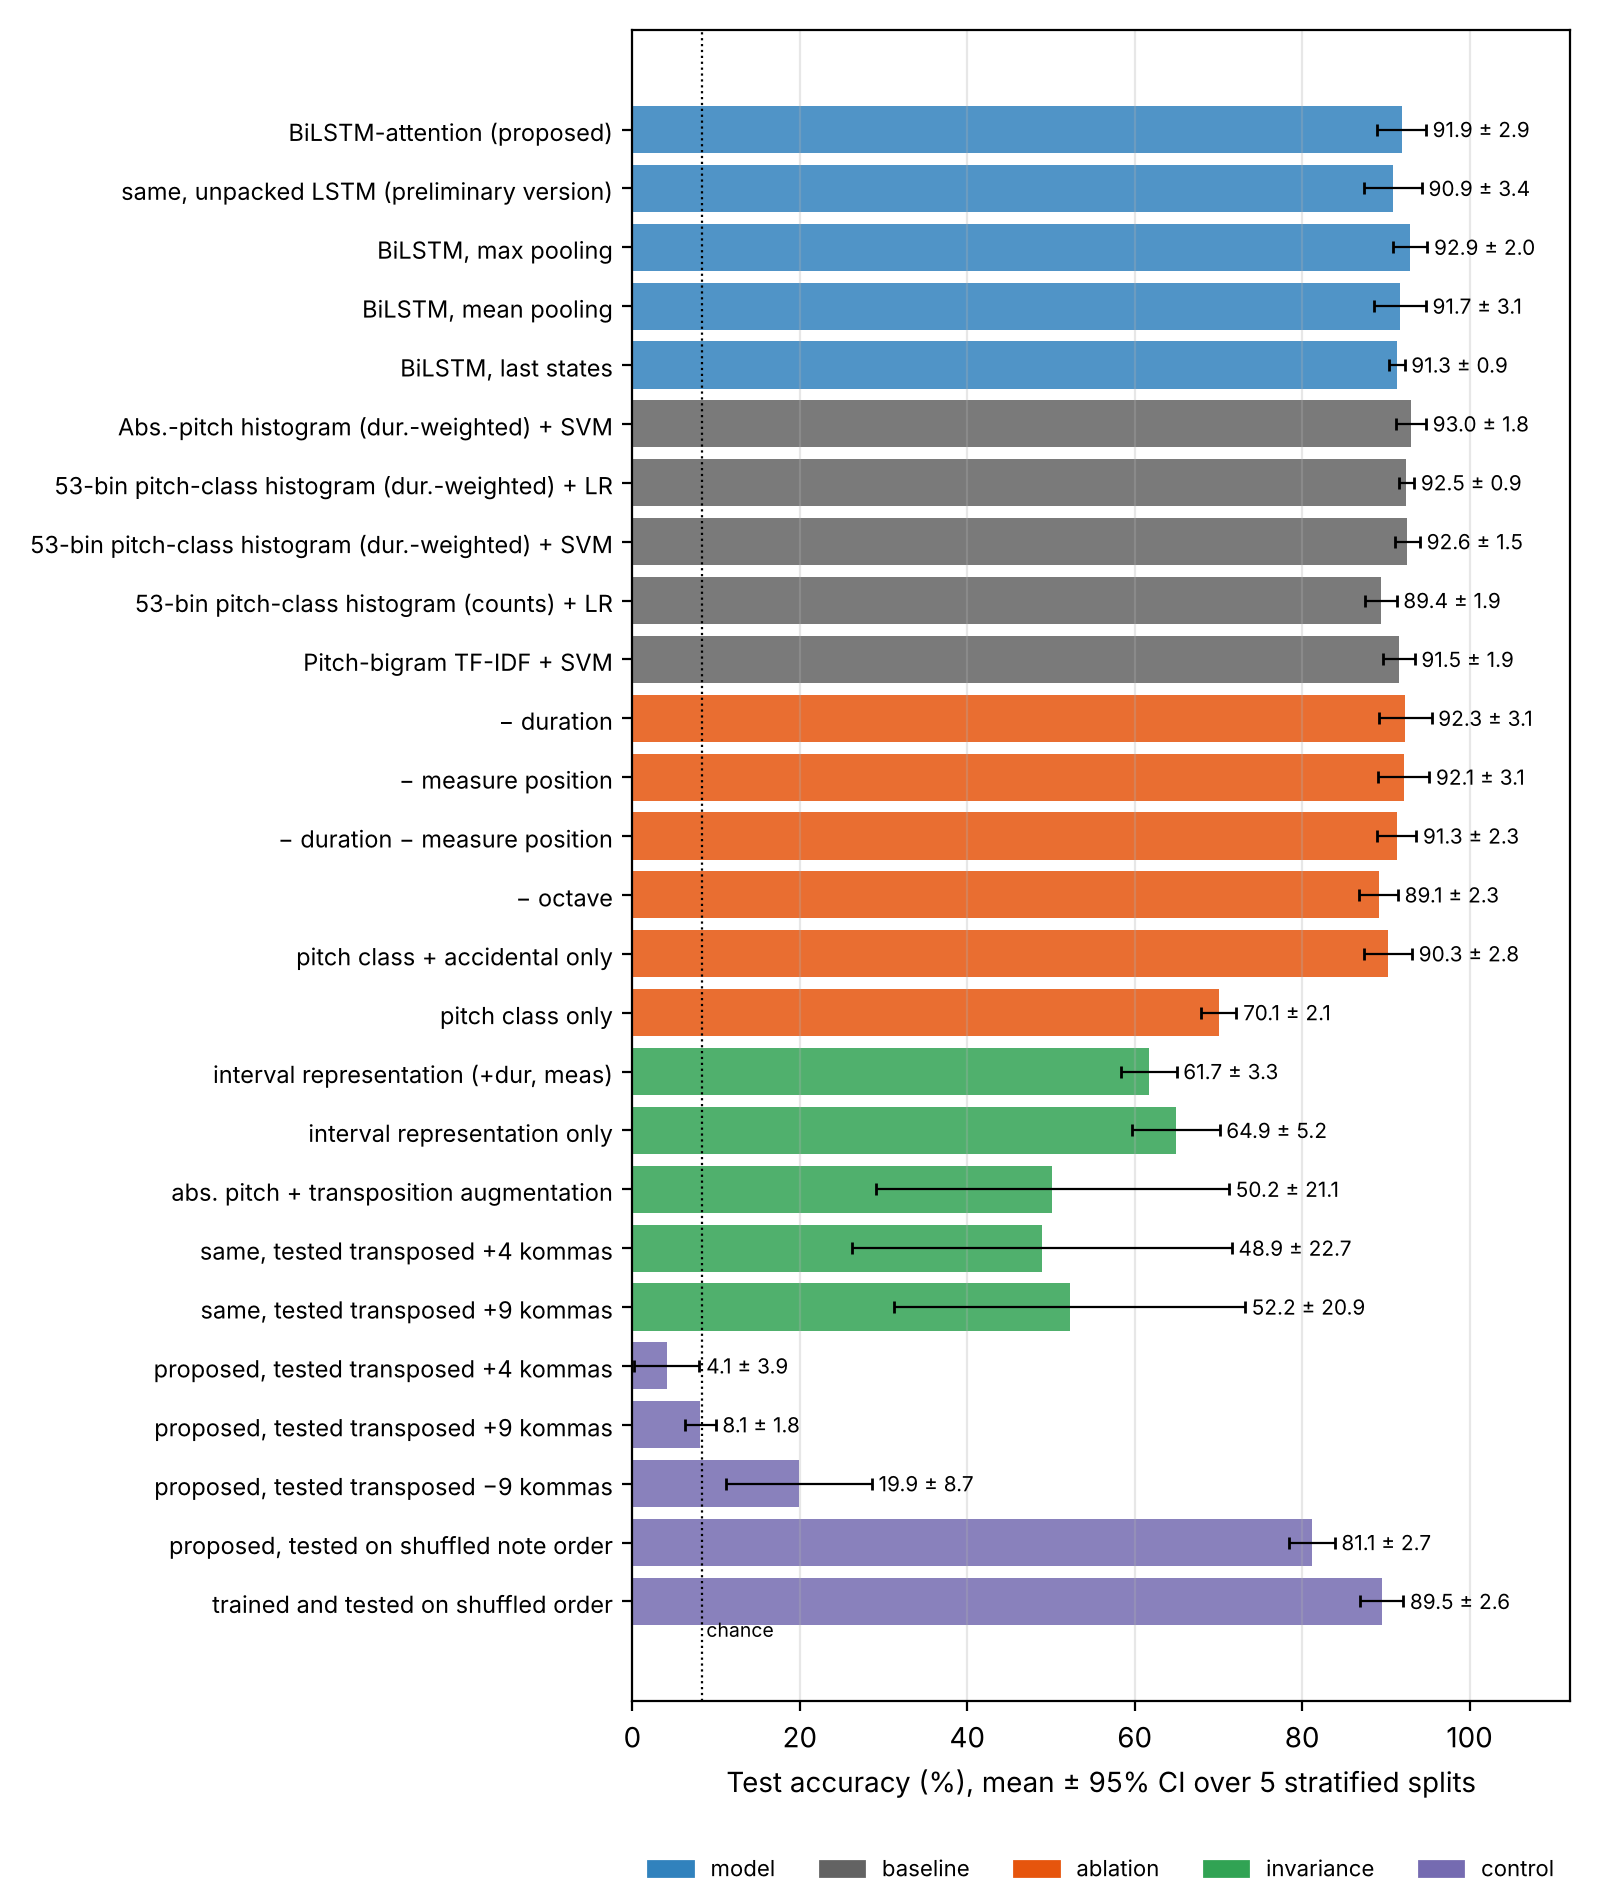 BiLSTM-attention (proposed) 91.9 ± 2.9
same, unpacked LSTM (preliminary version) 90.9 ± 3.4
BiLSTM, max pooling 92.9 ± 2.0
BiLSTM, mean pooling 91.7 ± 3.1
BiLSTM, last states 91.3 ± 0.9
Abs.-pitch histogram (dur.-weighted) + SVM 93.0 ± 1.8
53-bin pitch-class histogram (dur.-weighted) + LR 92.5 ± 0.9
53-bin pitch-class histogram (dur.-weighted) + SVM 92.6 ± 1.5
53-bin pitch-class histogram (counts) + LR 89.4 ± 1.9
Pitch-bigram TF-IDF + SVM 91.5 ± 1.9
− duration 92.3 ± 3.1
− measure position 92.1 ± 3.1
− duration − measure position 91.3 ± 2.3
− octave 89.1 ± 2.3
pitch class + accidental only 90.3 ± 2.8
pitch class only 70.1 ± 2.1
interval representation (+dur, meas) 61.7 ± 3.3
interval representation only 64.9 ± 5.2
abs. pitch + transposition augmentation 50.2 ± 21.1
same, tested transposed +4 kommas 48.9 ± 22.7
same, tested transposed +9 kommas 52.2 ± 20.9
proposed, tested transposed +4 kommas 4.1 ± 3.9
proposed, tested transposed +9 kommas 8.1 ± 1.8
proposed, tested transposed −9 kommas 19.9 ± 8.7
proposed, tested on shuffled note order 81.1 ± 2.7
trained and tested on shuffled order 89.5 ± 2.6
chance
0 20 40 60 80 100
Test accuracy (%), mean ± 95% CI over 5 stratified splits
model baseline ablation invariance control